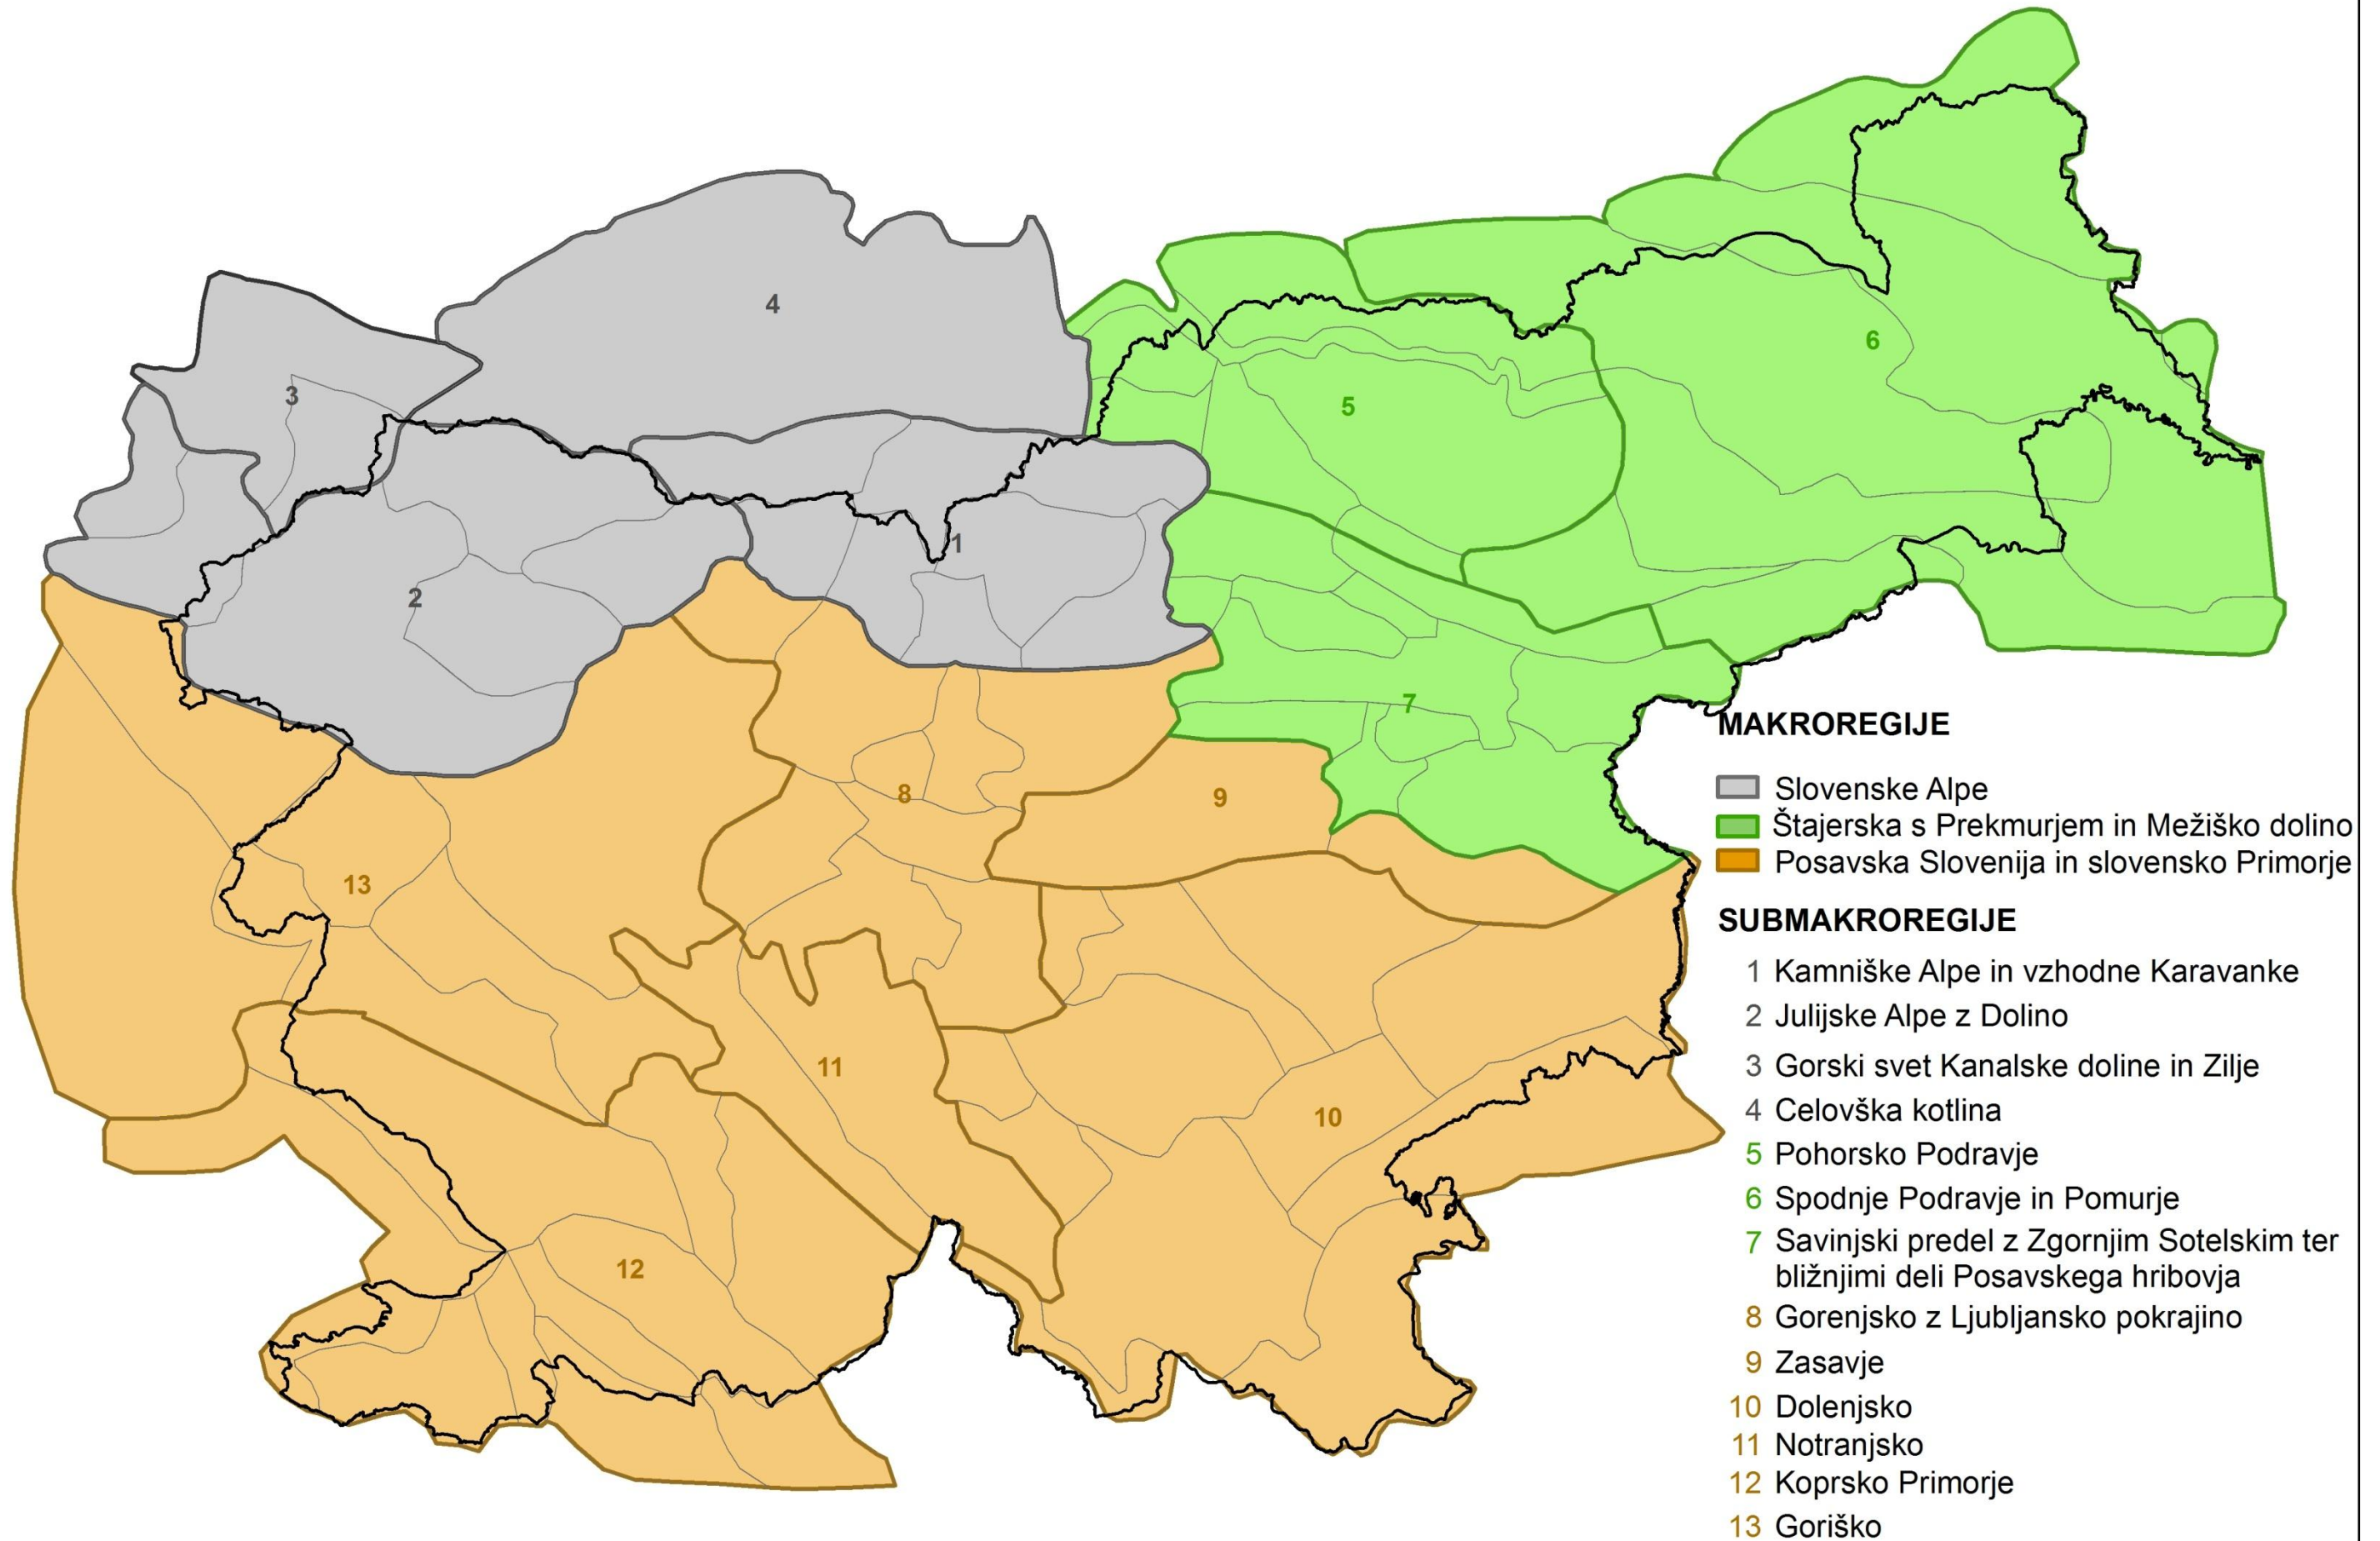 4
3
6
5
1
2
7
8
9
13
11
10
12
MAKROREGIJE
Slovenske Alpe
Štajerska s Prekmurjem in Mežiško dolino
Posavska Slovenija in slovensko Primorje
SUBMAKROREGIJE
1 Kamniške Alpe in vzhodne Karavanke
2 Julijske Alpe z Dolino
3 Gorski svet Kanalske doline in Zilje
4 Celovška kotlina
5 Pohorsko Podravje
6 Spodnje Podravje in Pomurje
7 Savinjski predel z Zgornjim Sotelskim ter
bližnjimi deli Posavskega hribovja
8 Gorenjsko z Ljubljansko pokrajino
9 Zasavje
10 Dolenjsko
11 Notranjsko
12 Koprsko Primorje
13 Goriško